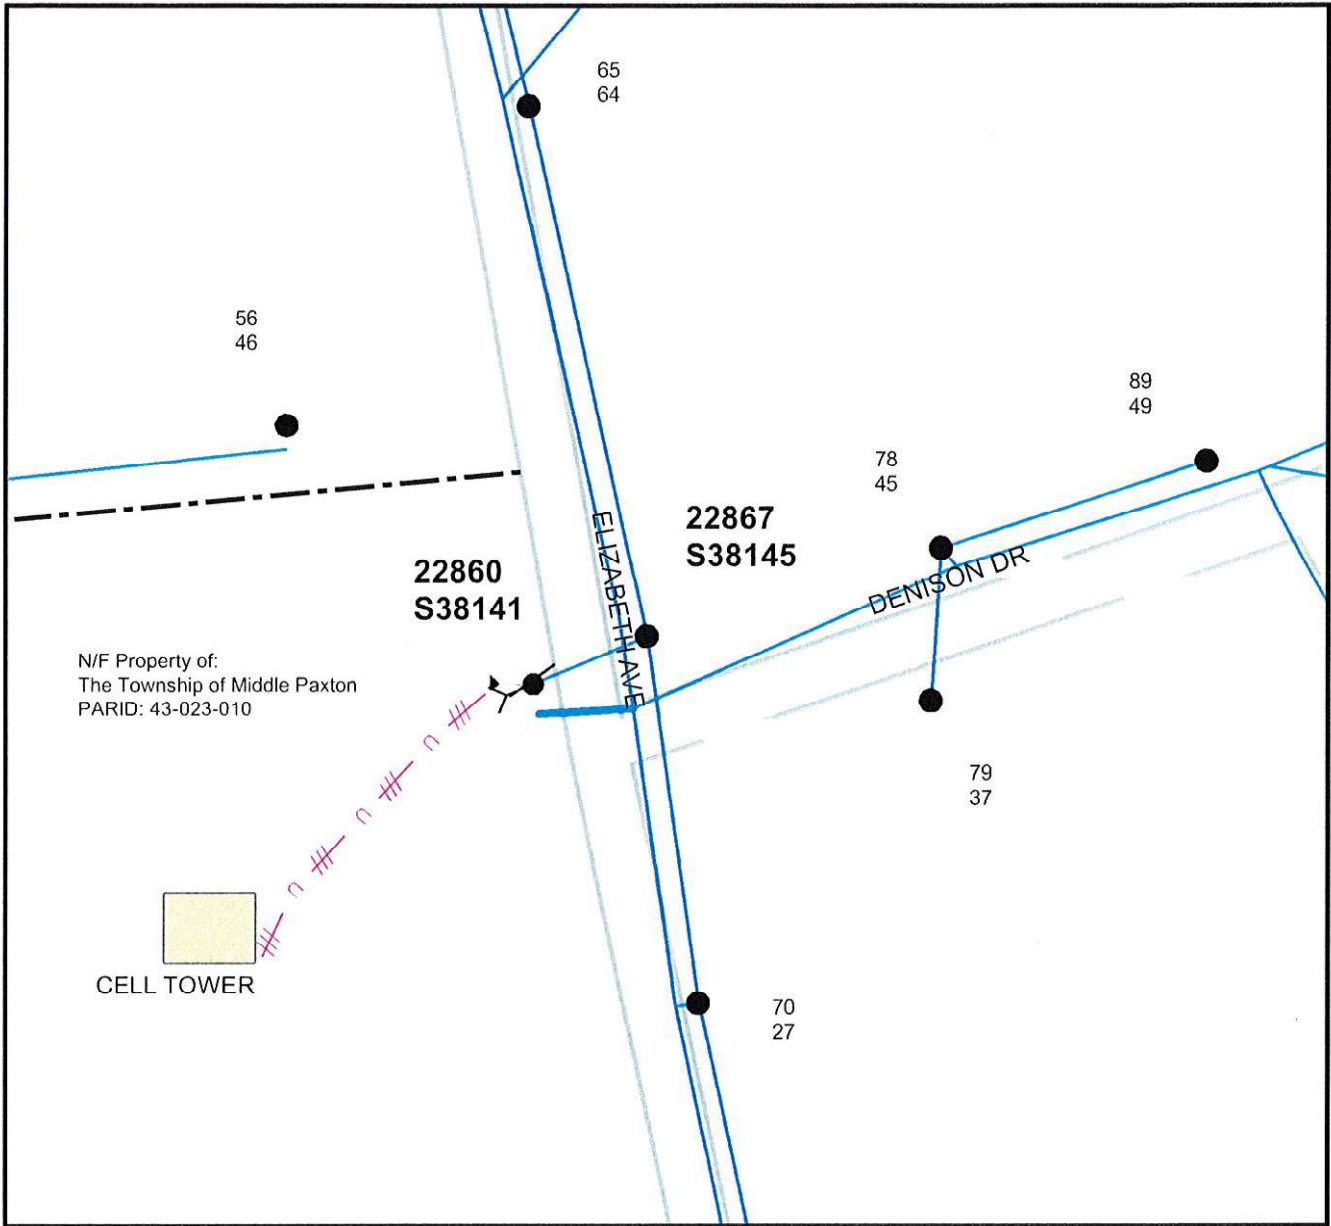 65
64
56
46
89
49
78
45
22867
S38145
ELIZABETH AVE
22860
S38141
DENISON DR
N/F Property of:
The Township of Middle Paxton
PARID: 43-023-010
79
37
CELL TOWER
70
27